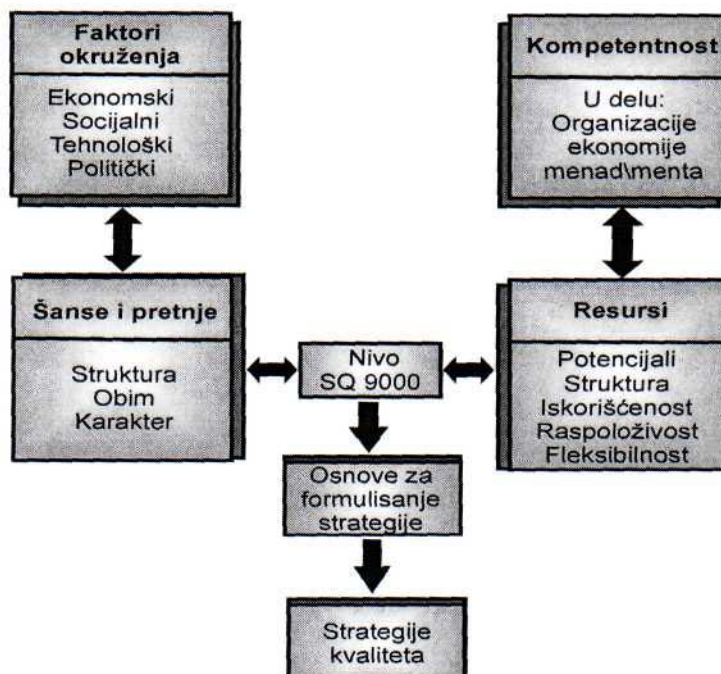 Faktori
okruženja
Ekonomski
Socijalni
Tehnološki
Politički
Kompetentnost
U delu:
Organizacije
ekonomije
menad\menta
Šanse i pretnje
Struktura
Obim
Karakter
Nivo
SQ 9000
Resursi
Potencijali
Struktura
Iskorišćenost
Raspoloživost
Fleksibilnost
Osnove za
formulisanje
strategije
Strategije
kvaliteta